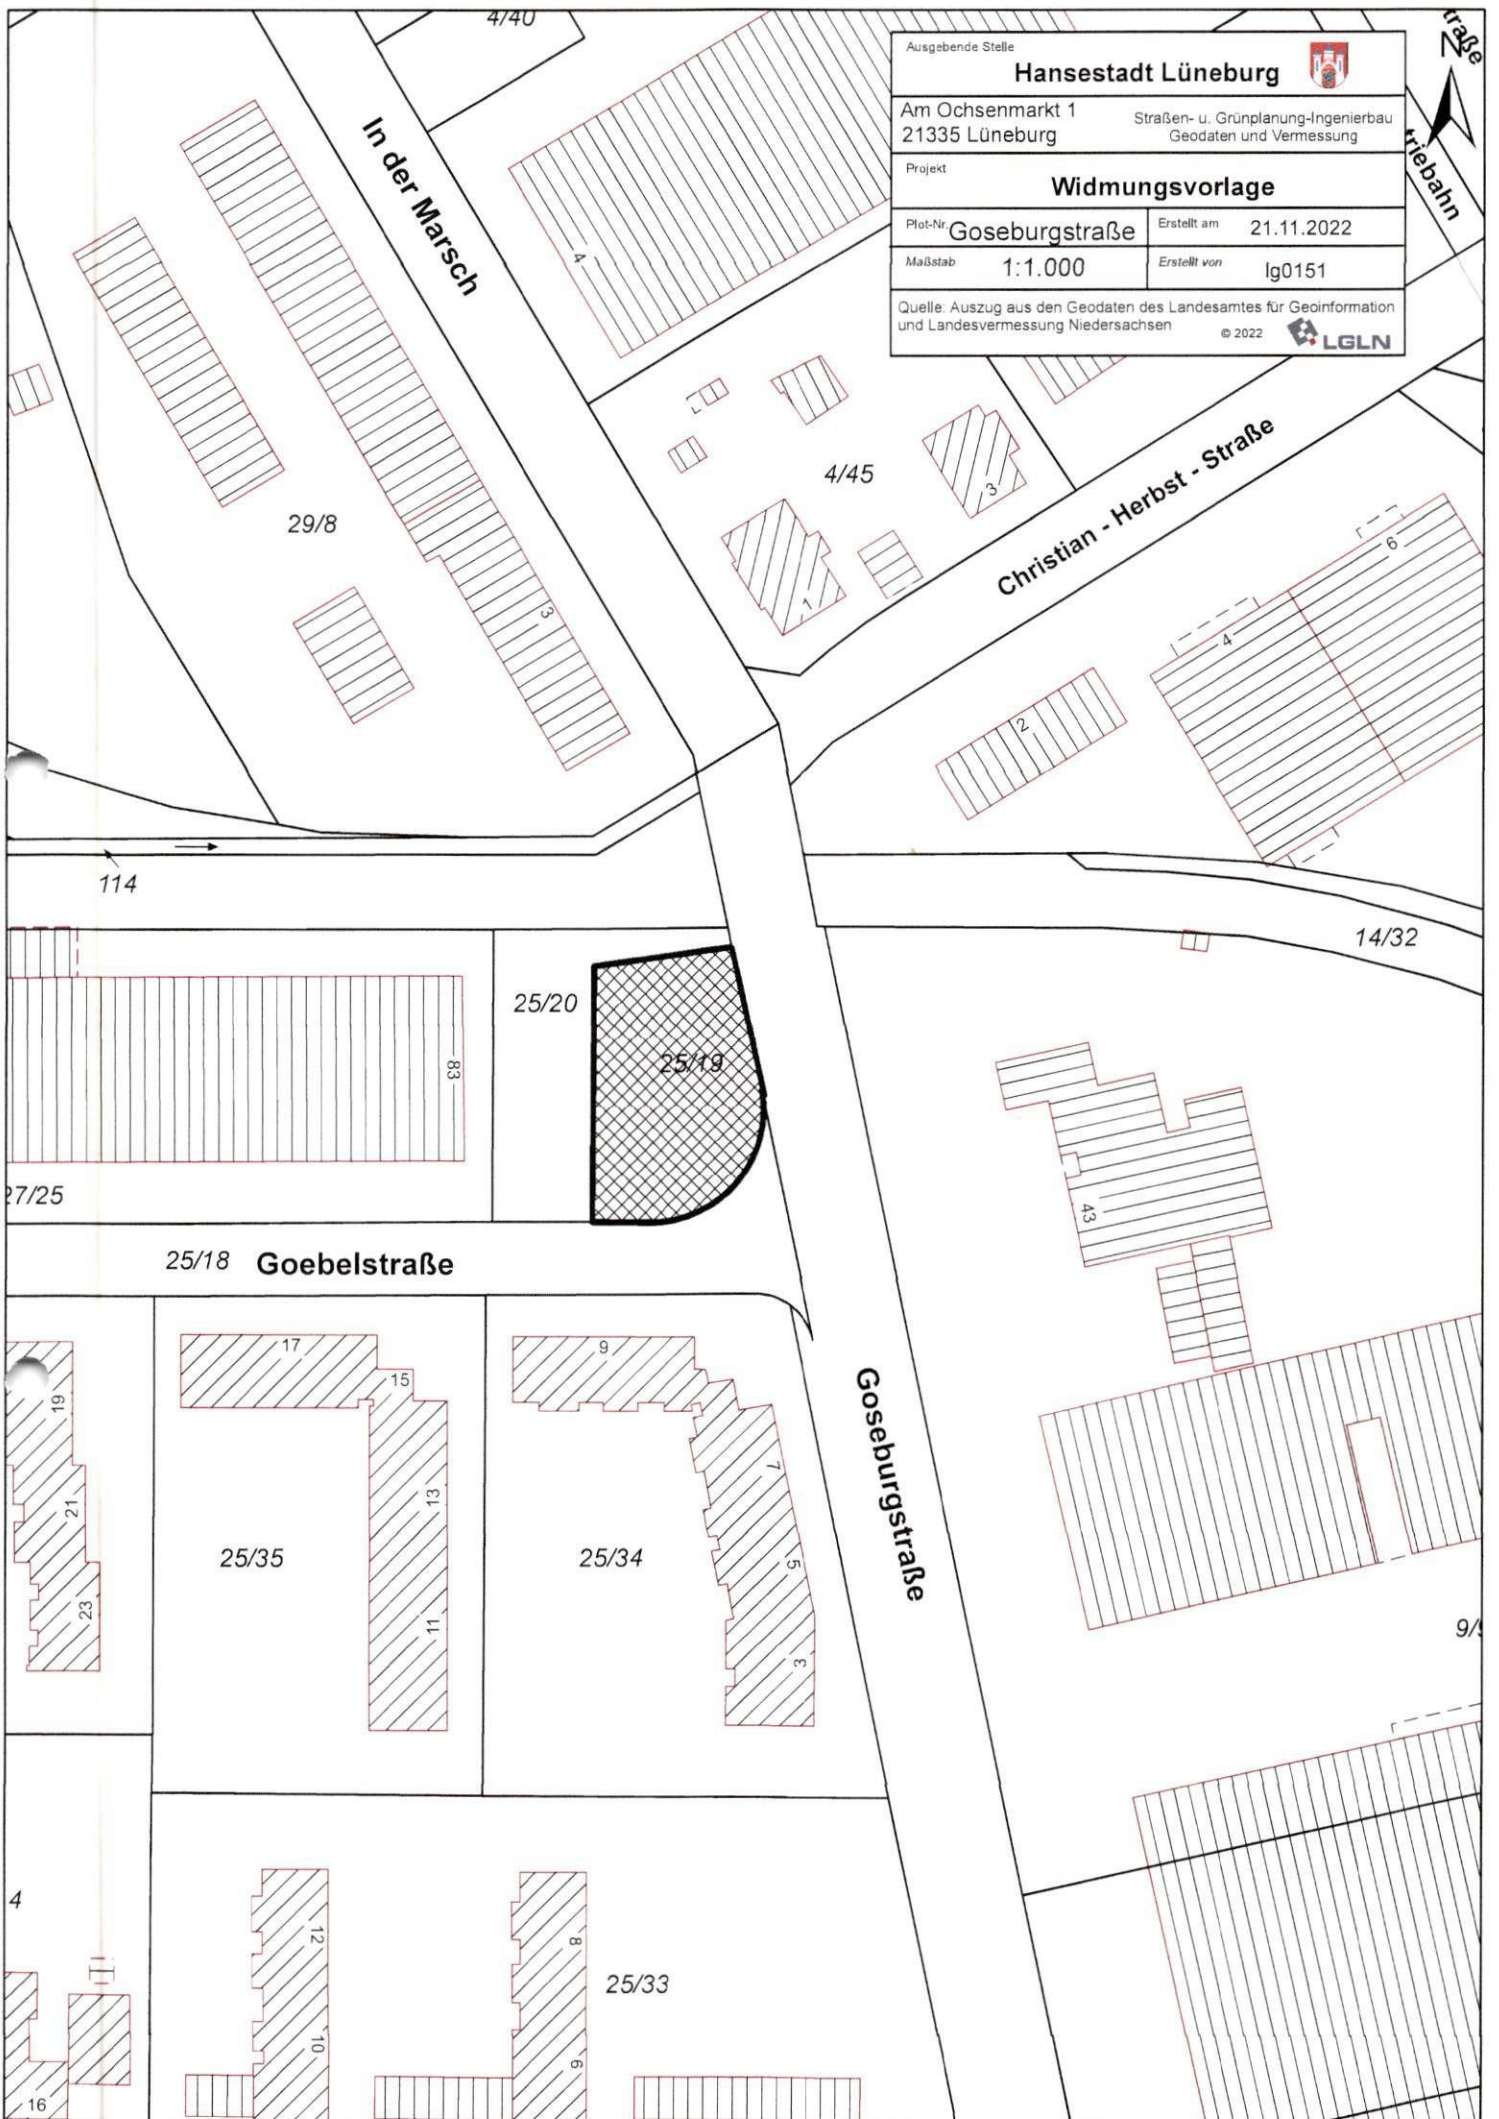 4/40
traße
N
Ausgebende Stelle
Hansestadt Lüneburg
Am Ochsenmarkt 1
21335 Lüneburg
Straßen- u. Grünplanung-Ingenierbau
Geodaten und Vermessung
Projekt
Widmungsvorlage
Plot-Nr. Goseburgstraße
Erstellt am 21.11.2022
Maßstab 1:1.000
Erstellt von lg0151
Quelle: Auszug aus den Geodaten des Landesamtes für Geoinformation
und Landesvermessung Niedersachsen
© 2022
LGLN
triebahn
In der Marsch
4
4/45
3
29/8
Christian - Herbst - Straße
6
1
3
4
2
114
14/32
25/20
25/19
83
27/25
43
25/18 Goebelstraße
17
9
15
19
Goseburgstraße
7
13
21
25/35
25/34
5
23
11
3
9/9
4
12
8
25/33
10
6
16